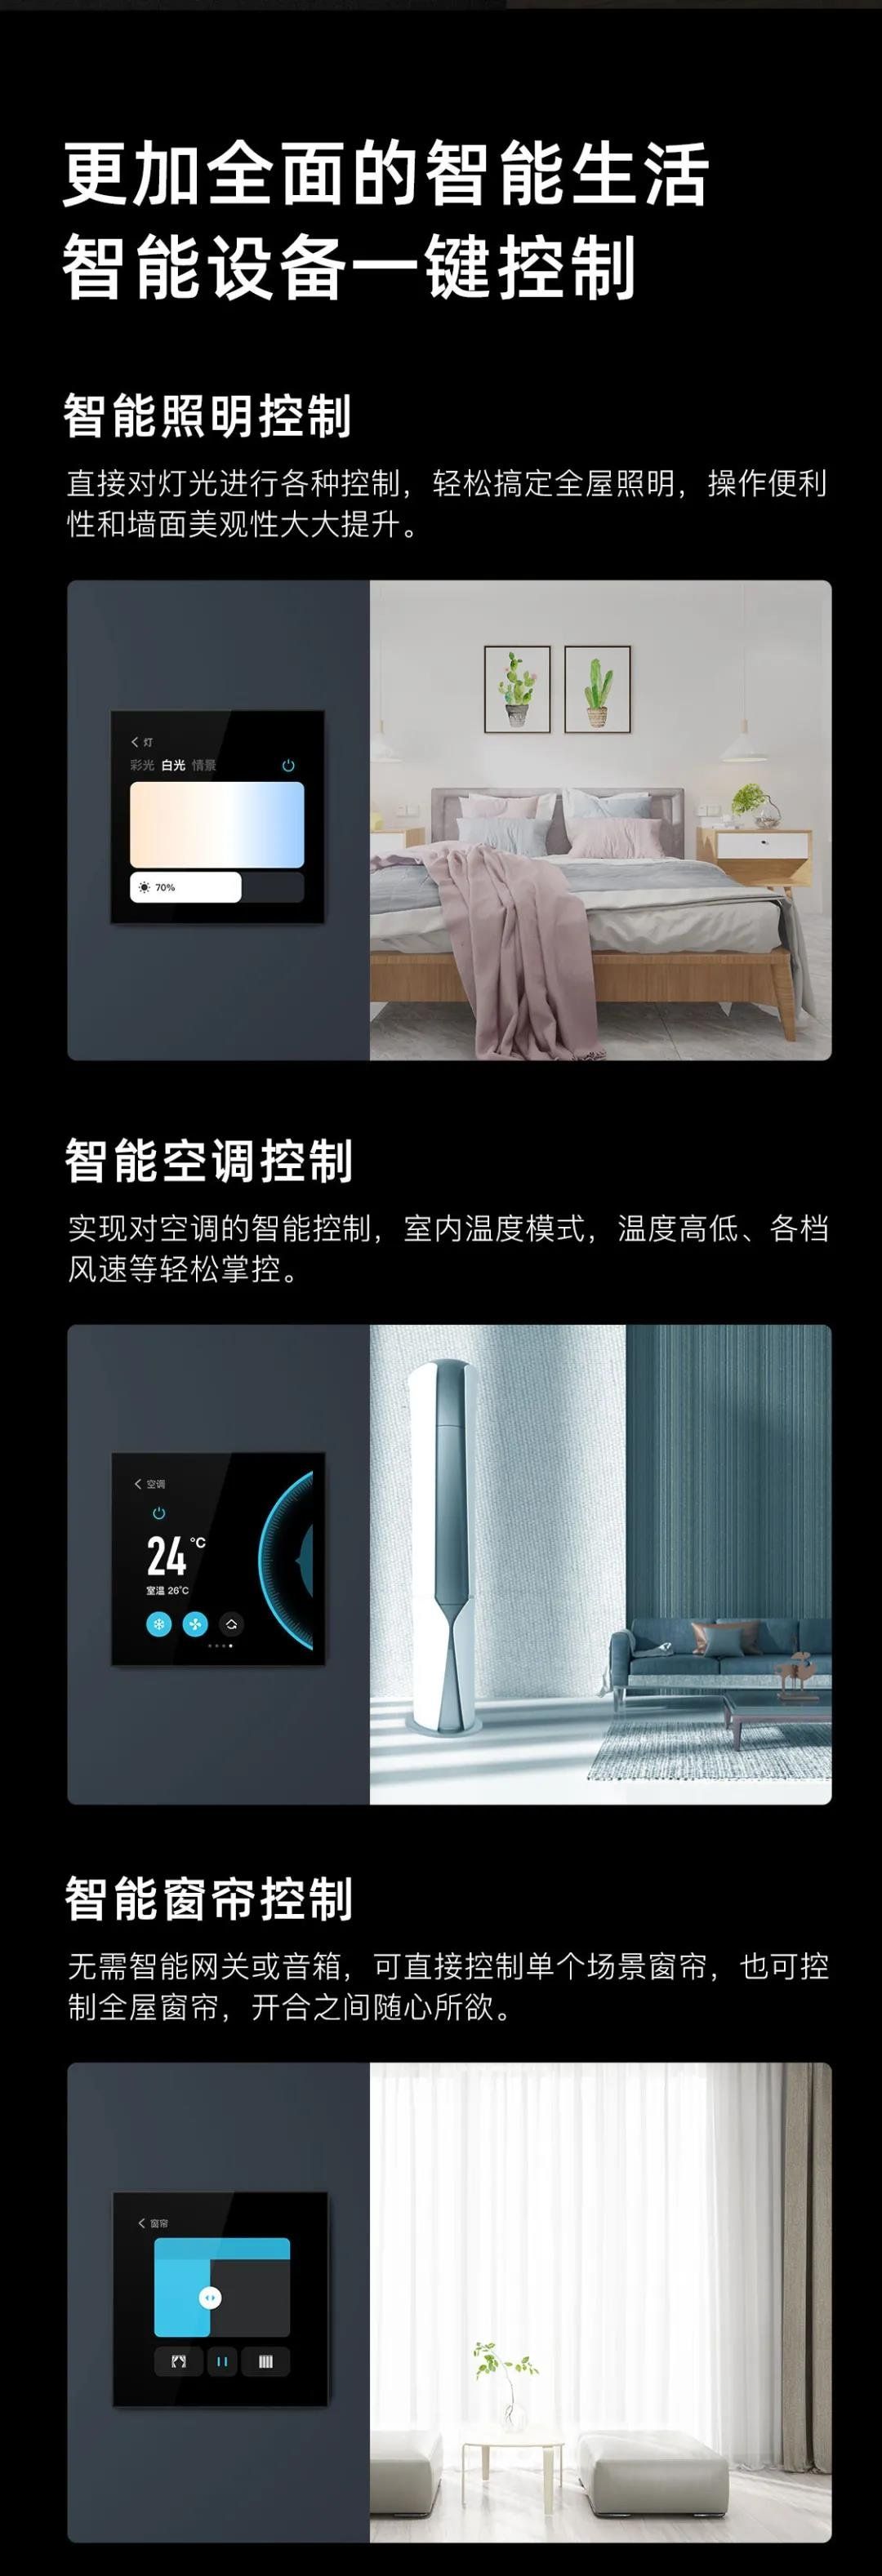 更加全面的智能生活
智能设备一键控制
智能照明控制
直接对灯光进行各种控制，轻松搞定全屋照明，操作便利
性和墙面美观性大大提升。
灯
彩光 白光 情景
70%
智能空调控制
实现对空调的智能控制，室内温度模式，温度高低、各档
风速等轻松掌控。
空调
24 °C
室温 26°C
智能窗帘控制
无需智能网关或音箱，可直接控制单个场景窗帘，也可控
制全屋窗帘，开合之间随心所欲。
窗帘